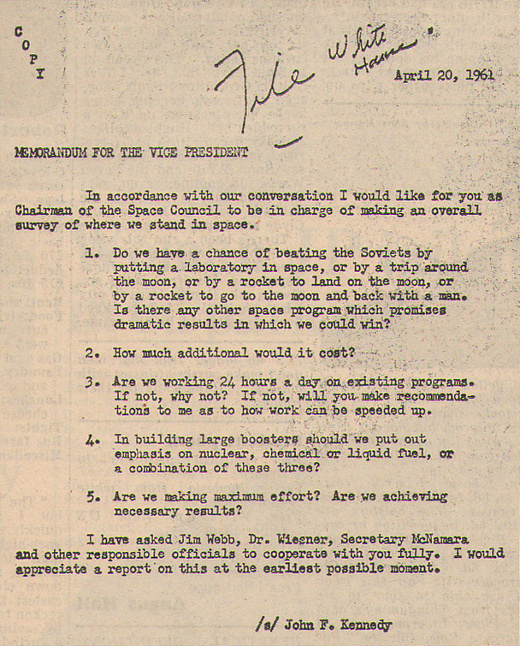 COPY
File White
House
April 20, 1961
MEMORANDUM FOR THE VICE PRESIDENT
In accordance with our conversation I would like for you as
Chairman of the Space Council to be in charge of making an overall
survey of where we stand in space.
1. Do we have a chance of beating the Soviets by
putting a laboratory in space, or by a trip around
the moon, or by a rocket to land on the moon, or
by a rocket to go to the moon and back with a man.
Is there any other space program which promises
dramatic results in which we could win?
2. How much additional would it cost?
3. Are we working 24 hours a day on existing programs.
If not, why not? If not, will you make recommenda-
tions to me as to how work can be speeded up.
4. In building large boosters should we put out
emphasis on nuclear, chemical or liquid fuel, or
a combination of these three?
5. Are we making maximum effort? Are we achieving
necessary results?
I have asked Jim Webb, Dr. Wiesner, Secretary McNamara
and other responsible officials to cooperate with you fully. I would
appreciate a report on this at the earliest possible moment.
/s/ John F. Kennedy